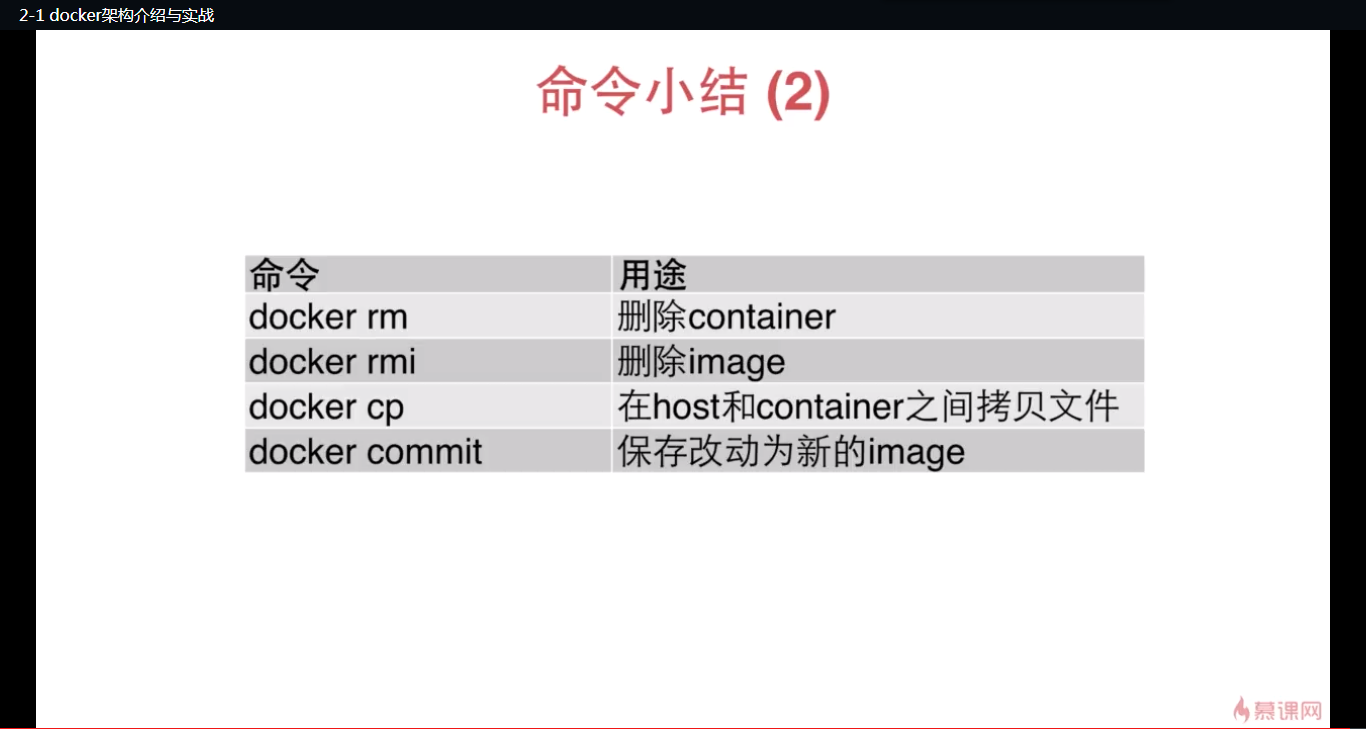 2-1 docker架构介绍与实战
命令小结 (2)
命令 用途
docker rm 删除container
docker rmi 删除image
docker cp 在host和container之间拷贝文件
docker commit 保存改动为新的image
慕课网